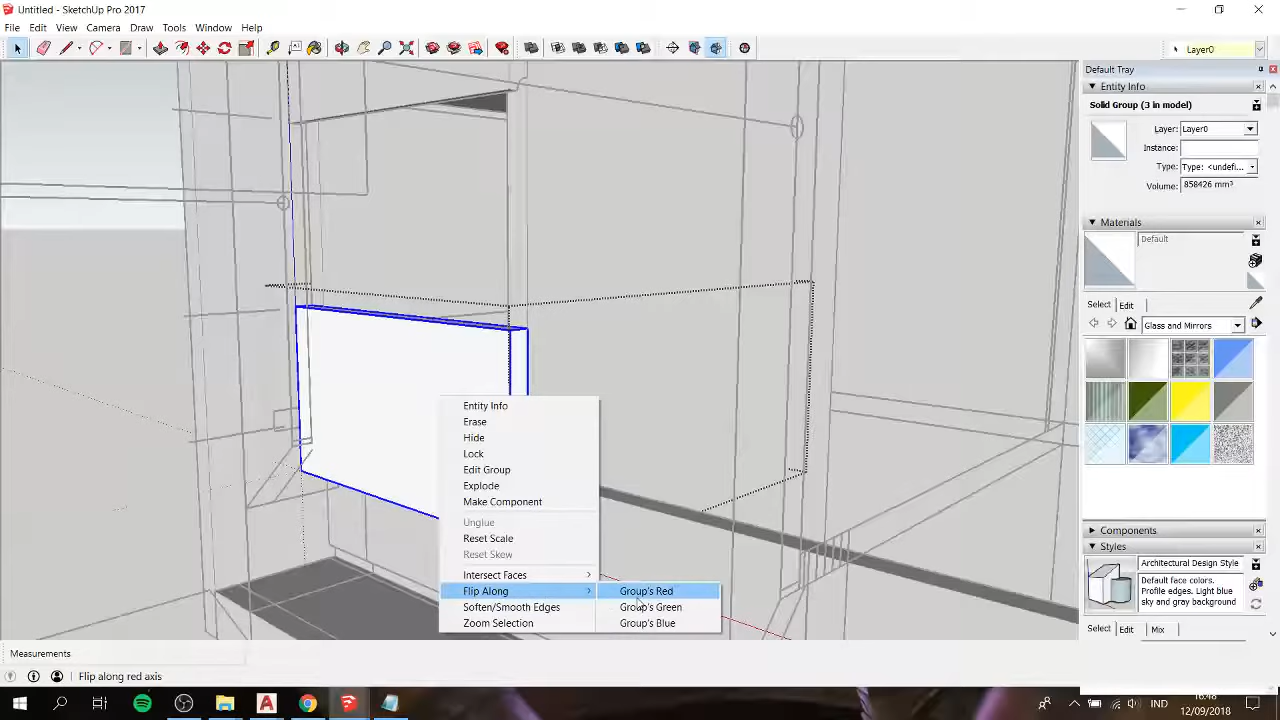 Untitled - SketchUp Pro 2017
File Edit View Camera Draw Tools Window Help
Layer0
Default Tray
Entity Info
Solid Group (3 in model)
Layer: Layer0
Instance:
Type: Type: <undefi...
Volume: 858426 mm³
Materials
Default
Select Edit
Glass and Mirrors
Components
Styles
Architectural Design Style
Default face colors.
Light blue
sky and gray background
Select Edit Mix
Entity Info
Erase
Hide
Lock
Edit Group
Explode
Make Component
Unglue
Reset Scale
Reset Skew
Intersect Faces
Flip Along
Soften/Smooth Edges
Zoom Selection
Group's Red
Group's Green
Group's Blue
Measurements
Flip along red axis
IND
16:48
12/09/2018